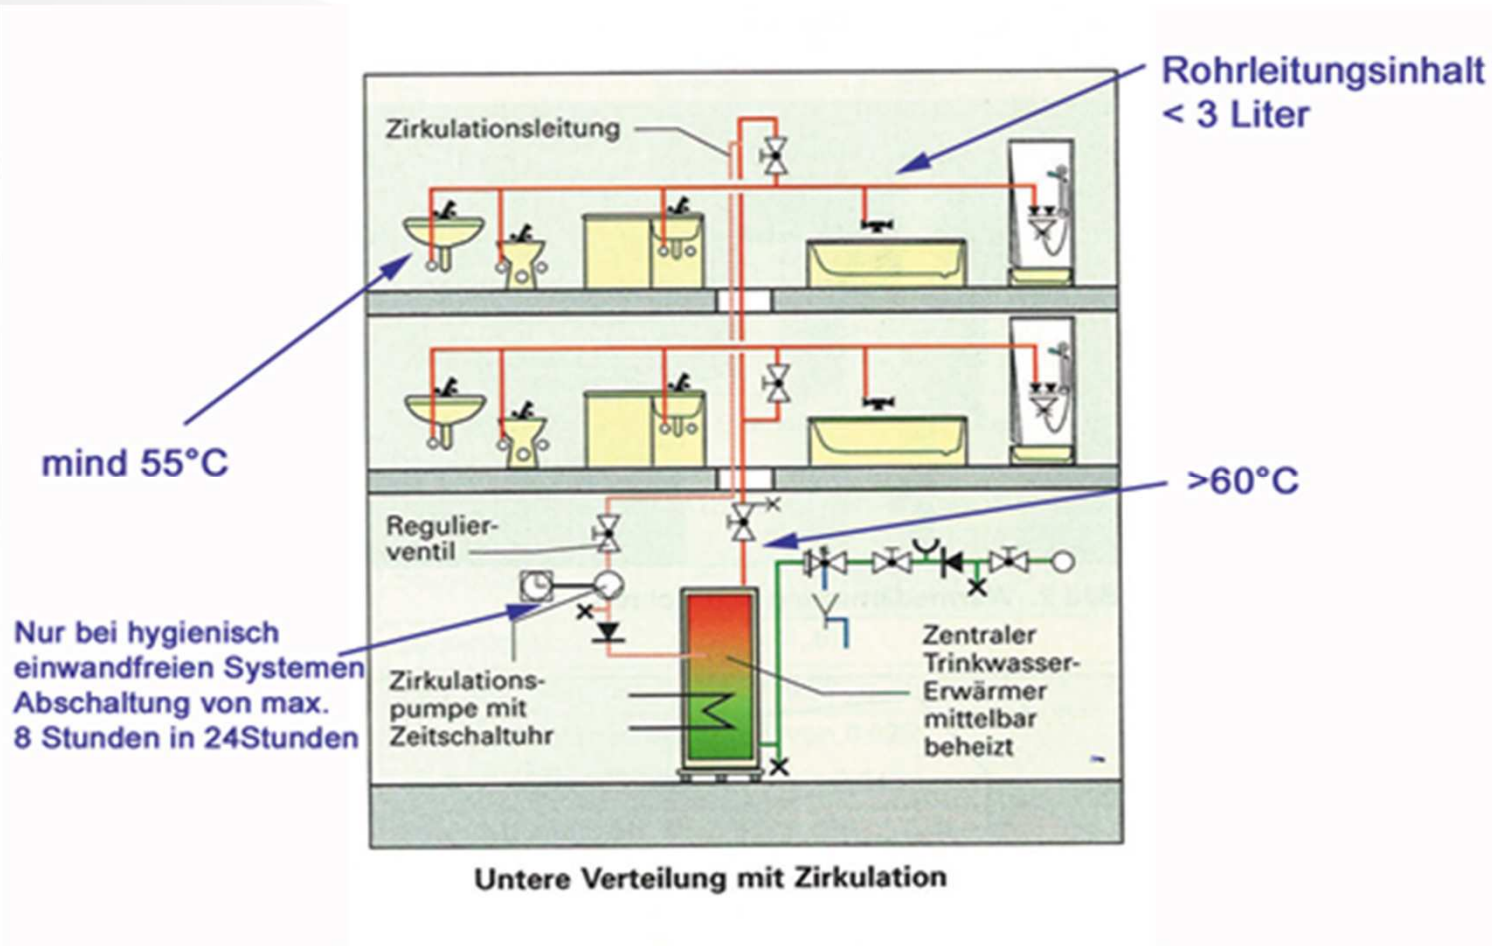 Rohrleitungsinhalt
< 3 Liter
Zirkulationsleitung
mind 55°C
>60°C
Regulier-
ventil
Nur bei hygienisch
einwandfreien Systemen
Abschaltung von max.
8 Stunden in 24Stunden
Zirkulations-
pumpe mit
Zeitschaltuhr
Zentraler
Trinkwasser-
Erwärmer
mittelbar
beheizt
Untere Verteilung mit Zirkulation